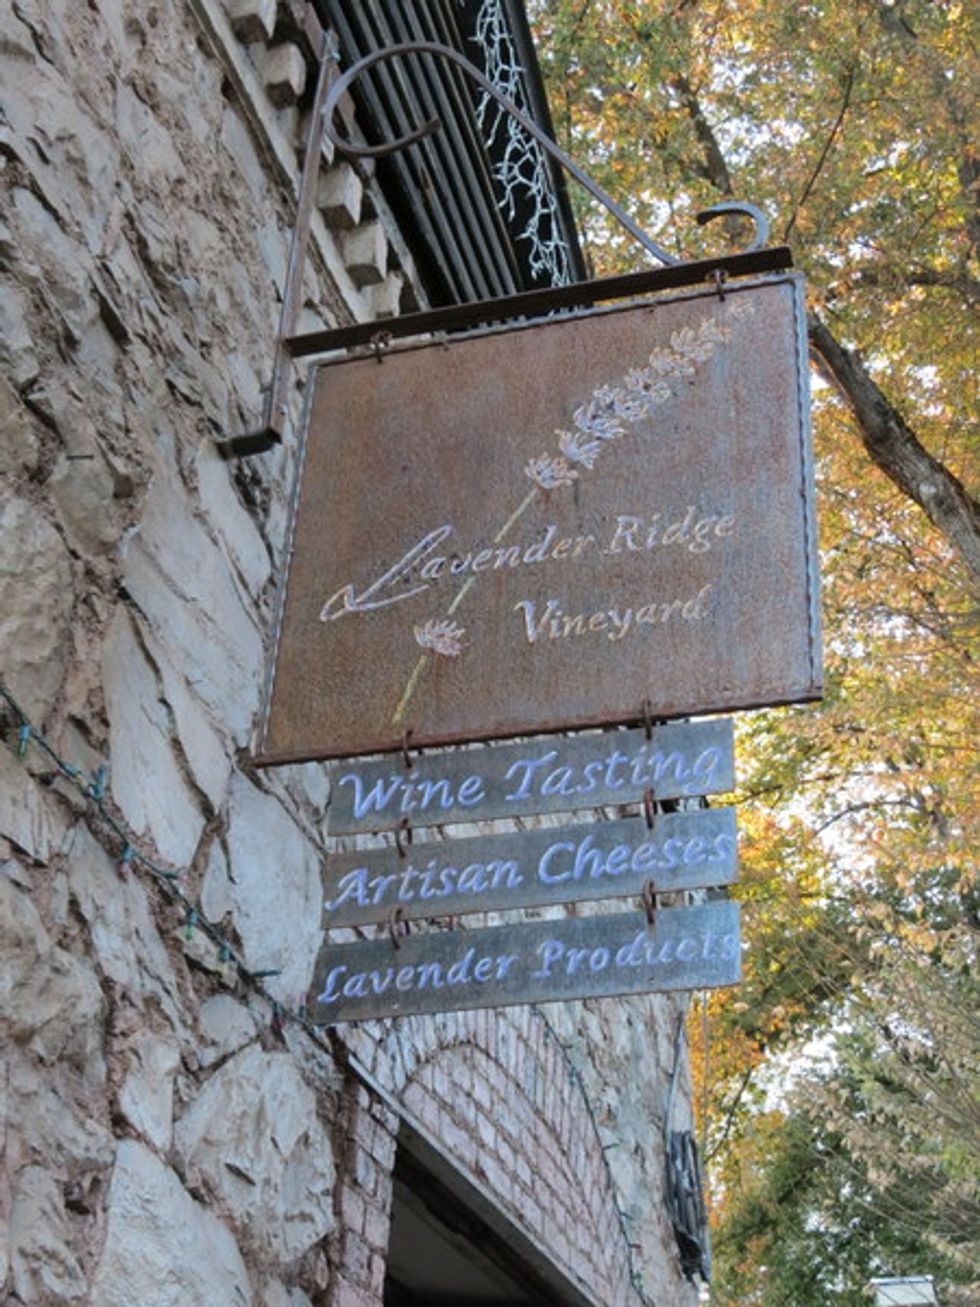 Lavender Ridge
Vineyard
Wine Tasting
Artisan Cheeses
Lavender Products